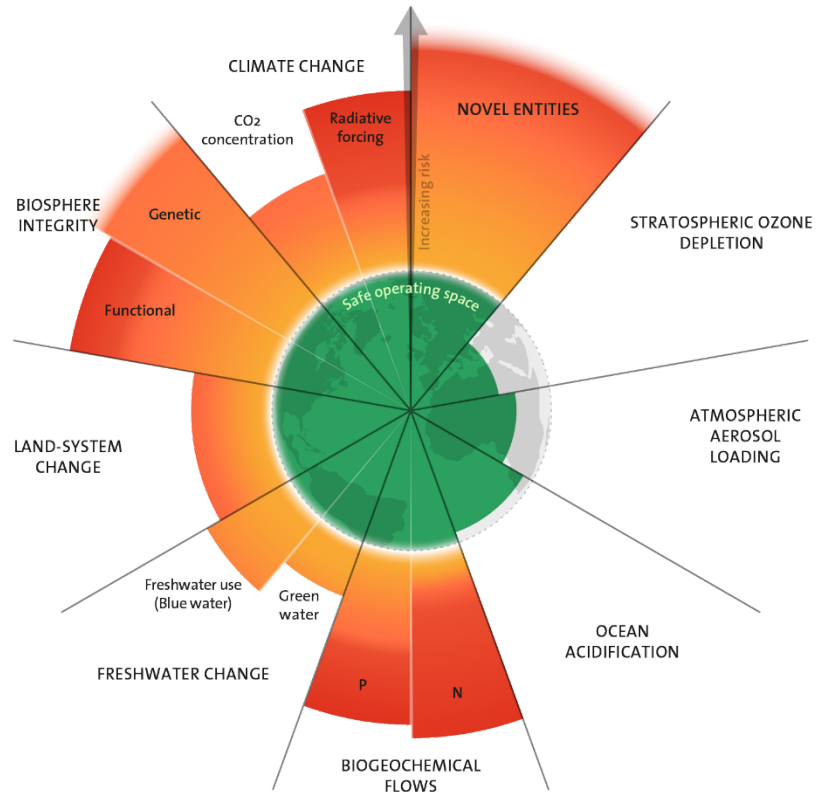 CLIMATE CHANGE
CO2
concentration
Radiative
forcing
NOVEL ENTITIES
Increasing risk
BIOSPHERE
INTEGRITY
Genetic
Functional
STRATOSPHERIC OZONE
DEPLETION
Safe operating space
LAND-SYSTEM
CHANGE
ATMOSPHERIC
AEROSOL
LOADING
Freshwater use
(Blue water)
Green
water
FRESHWATER CHANGE
OCEAN
ACIDIFICATION
P
N
BIOGEOCHEMICAL
FLOWS